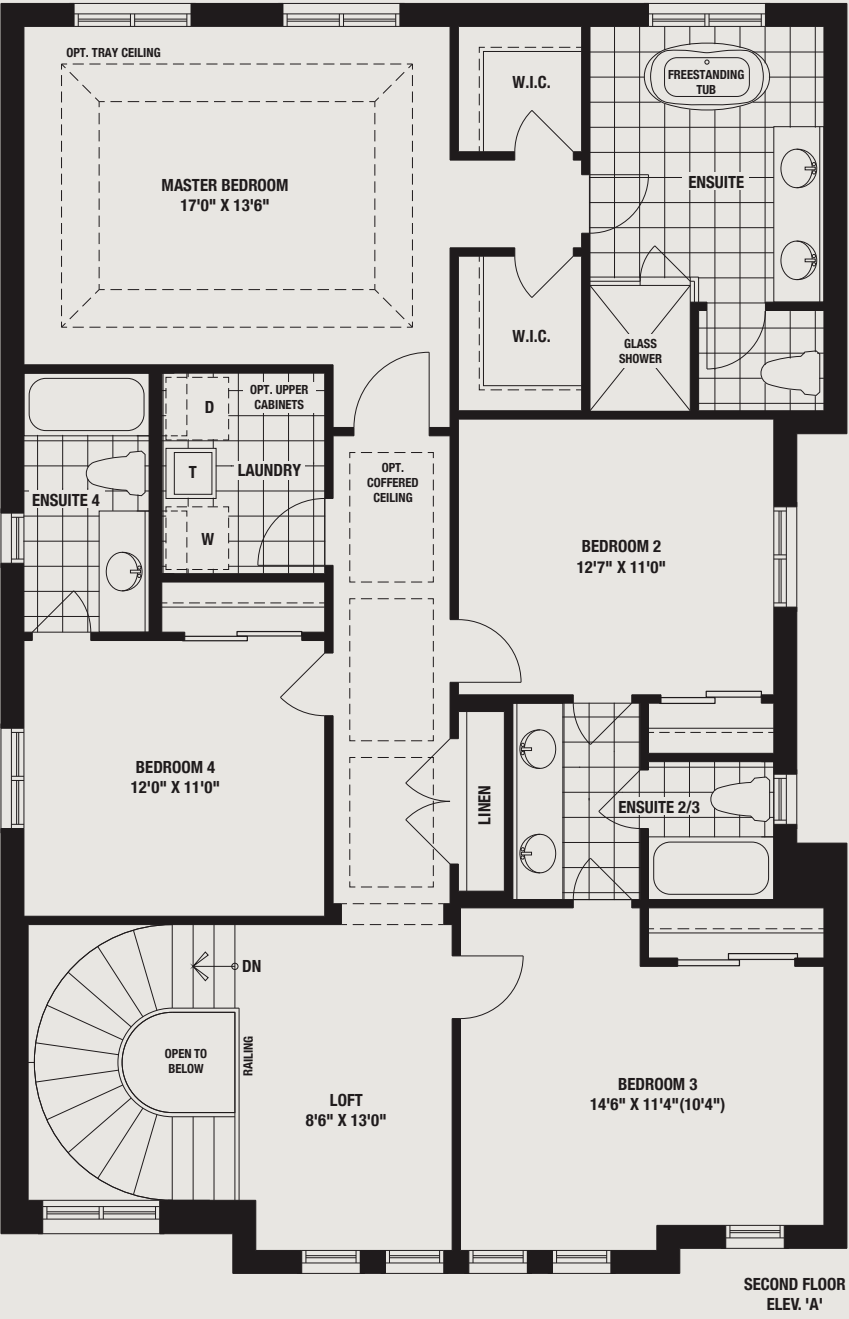 OPT. TRAY CEILING
MASTER BEDROOM
17'0" X 13'6"
W.I.C.
FREESTANDING
TUB
ENSUITE
W.I.C.
GLASS
SHOWER
D
OPT. UPPER
CABINETS
T
LAUNDRY
W
ENSUITE 4
OPT.
COFFERED
CEILING
BEDROOM 2
12'7" X 11'0"
BEDROOM 4
12'0" X 11'0"
LINEN
ENSUITE 2/3
DN
OPEN TO
BELOW
RAILING
LOFT
8'6" X 13'0"
BEDROOM 3
14'6" X 11'4"(10'4")
SECOND FLOOR
ELEV. 'A'